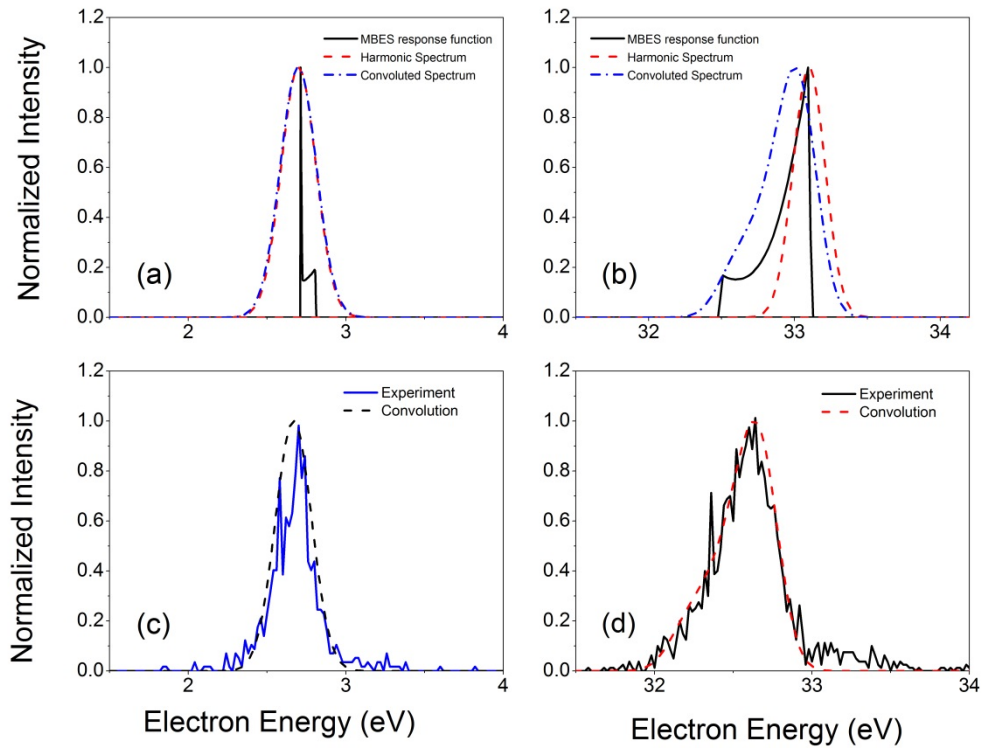 Normalized Intensity
1.2
1.0
0.8
0.6
0.4
0.2
0.0
2
3
4
MBES response function
Harmonic Spectrum
Convoluted Spectrum
(a)
1.2
1.0
0.8
0.6
0.4
0.2
0.0
32
33
34
MBES response function
Harmonic Spectrum
Convoluted Spectrum
(b)
Normalized Intensity
1.2
1.0
0.8
0.6
0.4
0.2
0.0
2
3
4
Experiment
Convolution
(c)
Electron Energy (eV)
1.2
1.0
0.8
0.6
0.4
0.2
0.0
32
33
34
Experiment
Convolution
(d)
Electron Energy (eV)